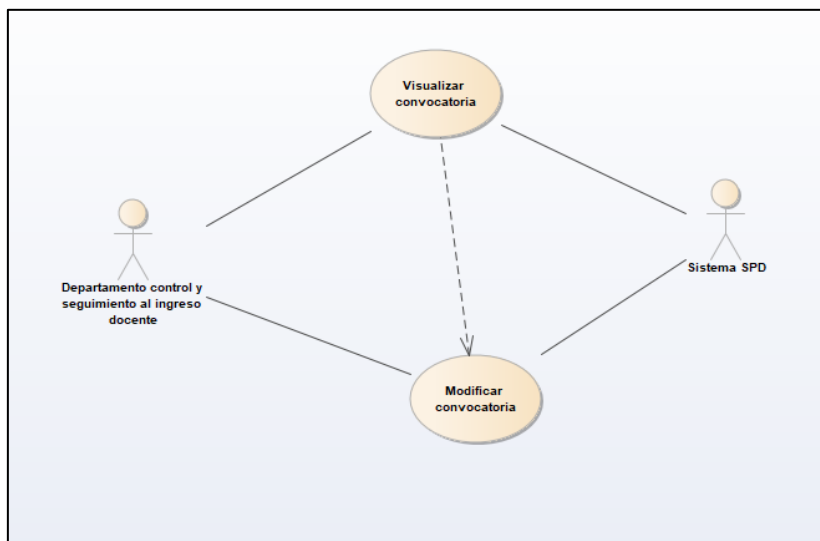 Visualizar
convocatoria
Departamento control y
seguimiento al ingreso
docente
Sistema SPD
Modificar
convocatoria